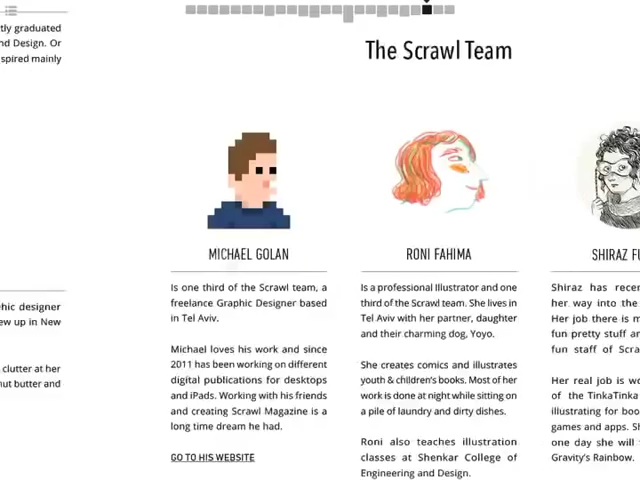 tly graduated
nd Design. Or
spired mainly
hic designer
ew up in New
clutter at her
nut butter and
The Scrawl Team
MICHAEL GOLAN
Is one third of the Scrawl team, a
freelance Graphic Designer based
in Tel Aviv.
Michael loves his work and since
2011 has been working on different
digital publications for desktops
and iPads. Working with his friends
and creating Scrawl Magazine is a
long time dream he had.
GO TO HIS WEBSITE
RONI FAHIMA
Is a professional Illustrator and one
third of the Scrawl team. She lives in
Tel Aviv with her partner, daughter
and their charming dog, Yoyo.
She creates comics and illustrates
youth & children's books. Most of her
work is done at night while sitting on
a pile of laundry and dirty dishes.
Roni also teaches illustration
classes at Shenkar College of
Engineering and Design.
SHIRAZ FU
Shiraz has recen
her way into the
Her job there is m
fun pretty stuff an
fun staff of Scra
Her real job is wo
of the TinkaTinka
illustrating for boo
games and apps. Sh
one day she will
Gravity's Rainbow.